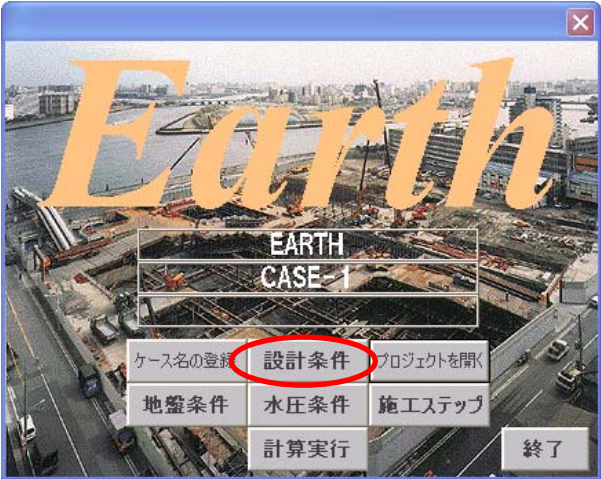 Earth
EARTH
CASE-1
ケース名の登録 設計条件 プロジェクトを開く
地盤条件 水圧条件 施工ステップ
計算実行 終了